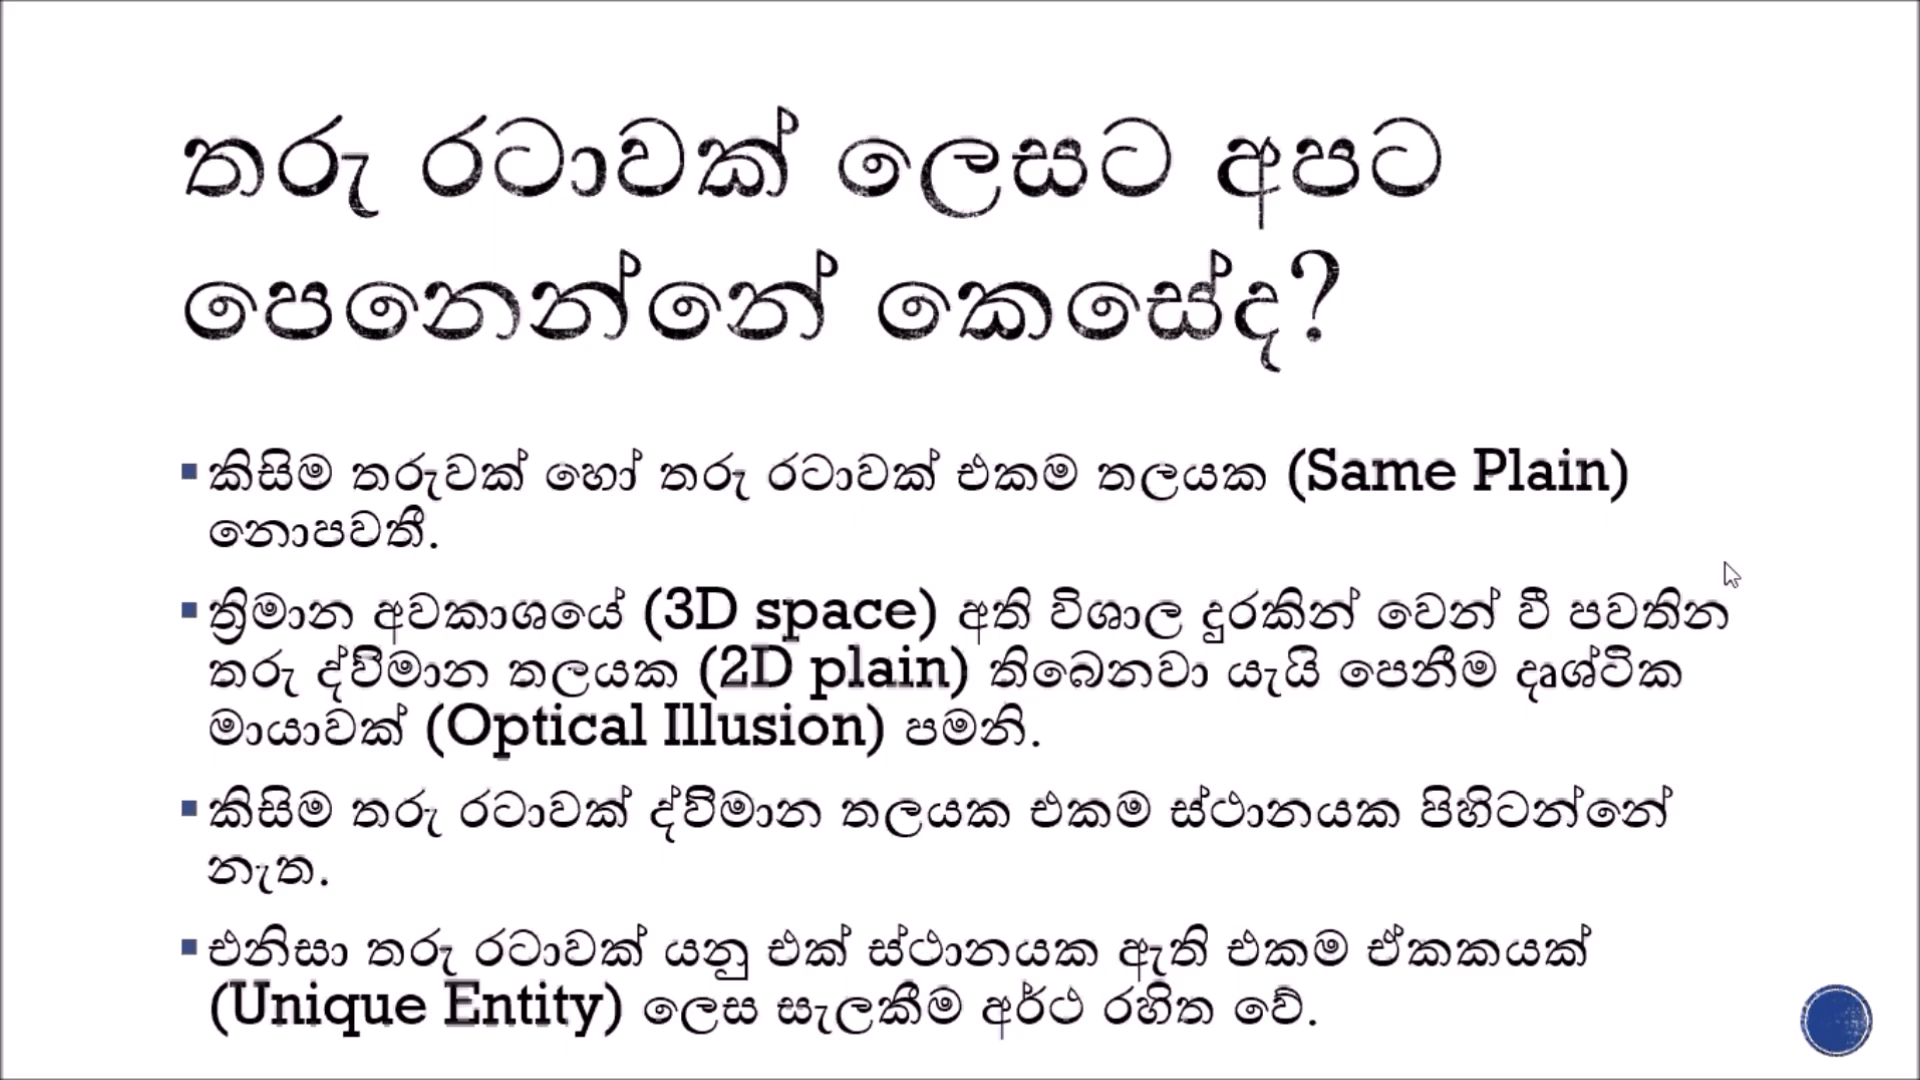 තරු රටාවක් ලෙසට අපට
පෙනෙන්නේ කෙසේද?
කිසිම තරුවක් හෝ තරු රටාවක් එකම තලයක (Same Plain)
නොපවතී.
ත්‍රිමාන අවකාශයේ (3D space) අති විශාල දුරකින් වෙන් වී පවතින
තරු ද්විමාන තලයක (2D plain) තිබෙනවා යැයි පෙනීම දෘශ්ටික
මායාවක් (Optical Illusion) පමනි.
කිසිම තරු රටාවක් ද්විමාන තලයක එකම ස්ථානයක පිහිටන්නේ
නැත.
එනිසා තරු රටාවක් යනු එක් ස්ථානයක ඇති එකම ඒකකයක්
(Unique Entity) ලෙස සැලකීම අර්ථ රහිත වේ.